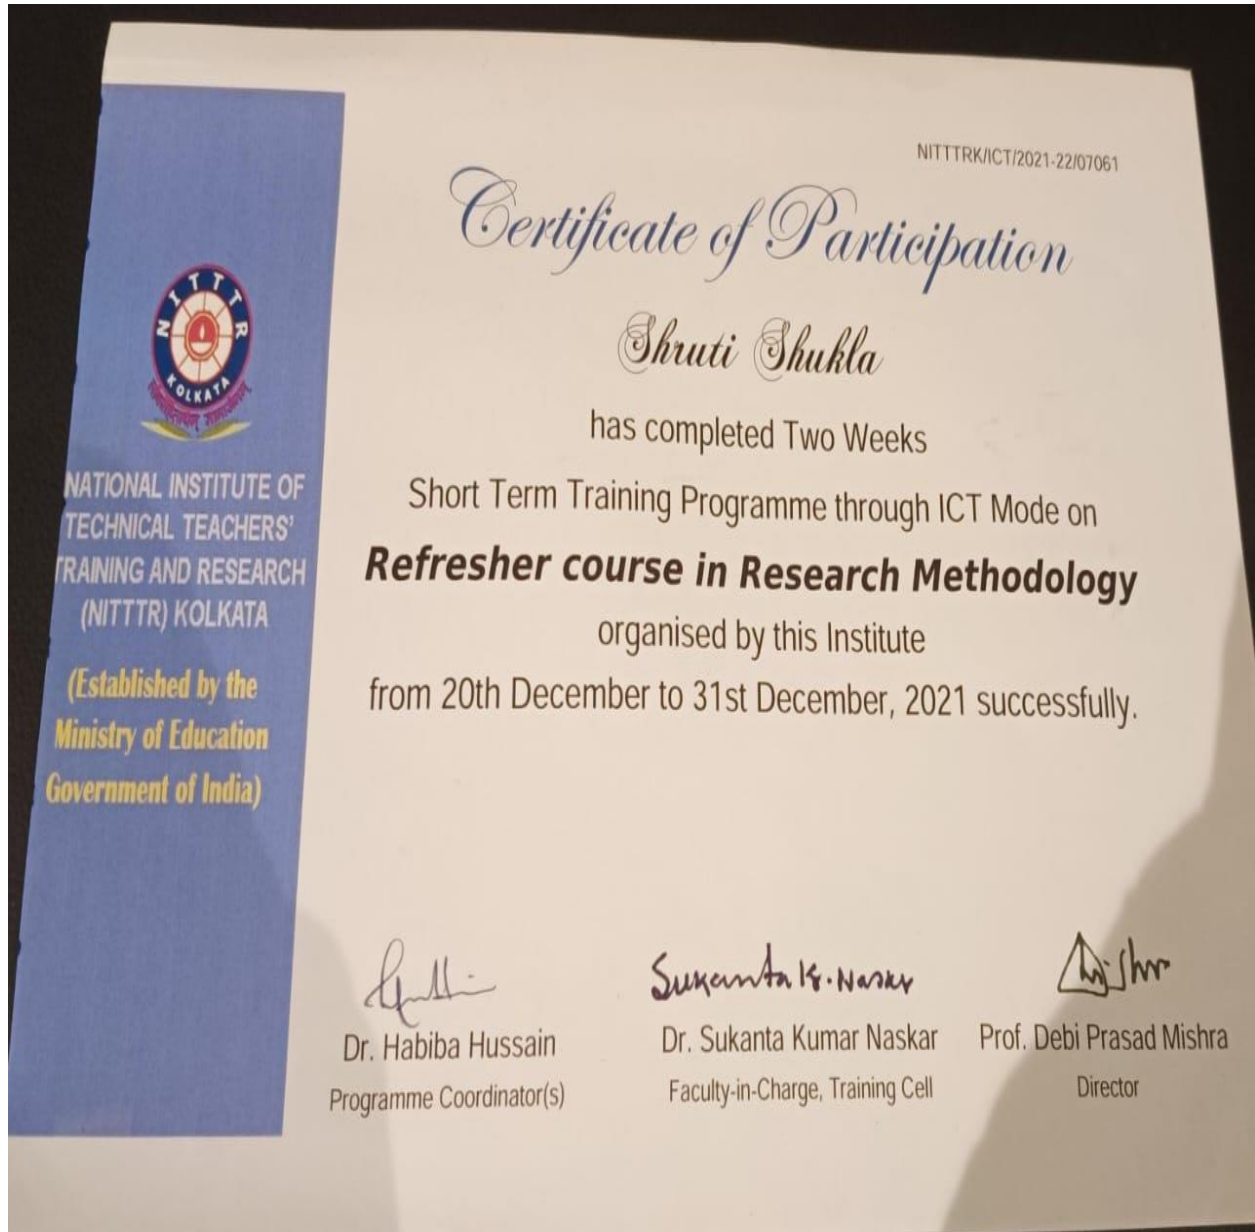 NITTTRK/ICT/2021-22/07061
Certificate of Participation
Shruti Shukla
has completed Two Weeks
Short Term Training Programme through ICT Mode on
Refresher course in Research Methodology
organised by this Institute
from 20th December to 31st December, 2021 successfully.
NITTTR
KOLKATA
NATIONAL INSTITUTE OF
TECHNICAL TEACHERS'
TRAINING AND RESEARCH
(NITTTR) KOLKATA
(Established by the
Ministry of Education
Government of India)
Sukanta K. Naskar
Dr. Habiba Hussain
Programme Coordinator(s)
Dr. Sukanta Kumar Naskar
Faculty-in-Charge, Training Cell
Prof. Debi Prasad Mishra
Director